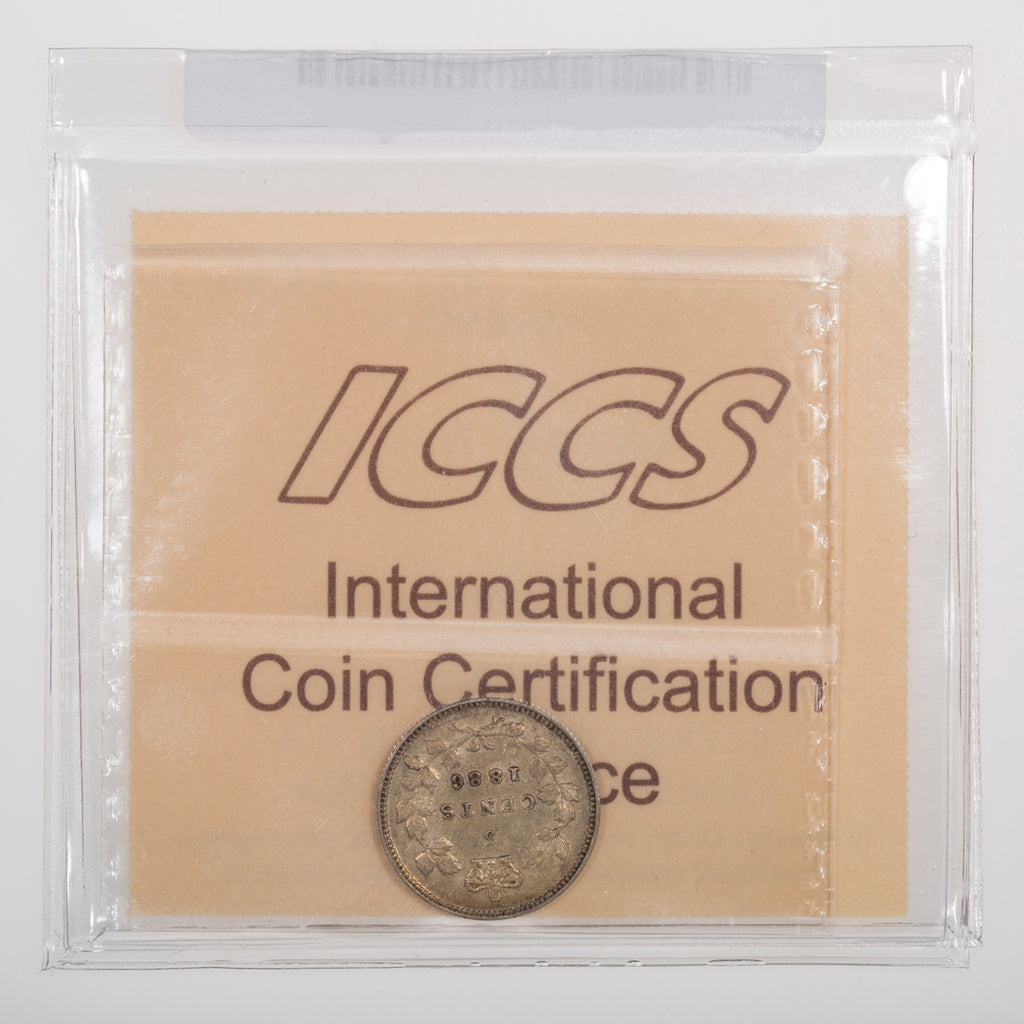 ICCS
International
Coin Certification
ce
5
CENTS
1886